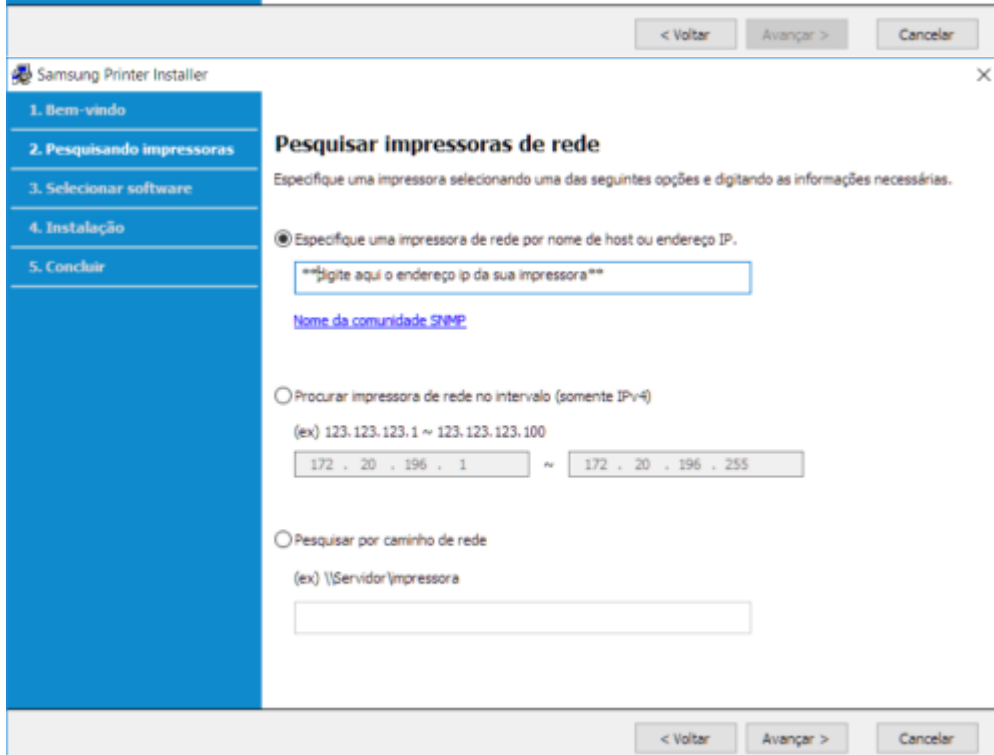 < Voltar Avançar > Cancelar
Samsung Printer Installer
1. Bem-vindo
2. Pesquisando impressoras
3. Selecionar software
4. Instalação
5. Concluir
Pesquisar impressoras de rede
Especifique uma impressora selecionando uma das seguintes opções e digitando as informações necessárias.
Especifique uma impressora de rede por nome de host ou endereço IP.
**digite aqui o endereço ip da sua impressora**
Nome da comunidade SNMP
Procurar impressora de rede no intervalo (somente IPv4)
(ex) 123.123.123.1 ~ 123.123.123.100
172 . 20 . 196 . 1 ~ 172 . 20 . 196 . 255
Pesquisar por caminho de rede
(ex) \\Servidor\impressora
< Voltar Avançar > Cancelar